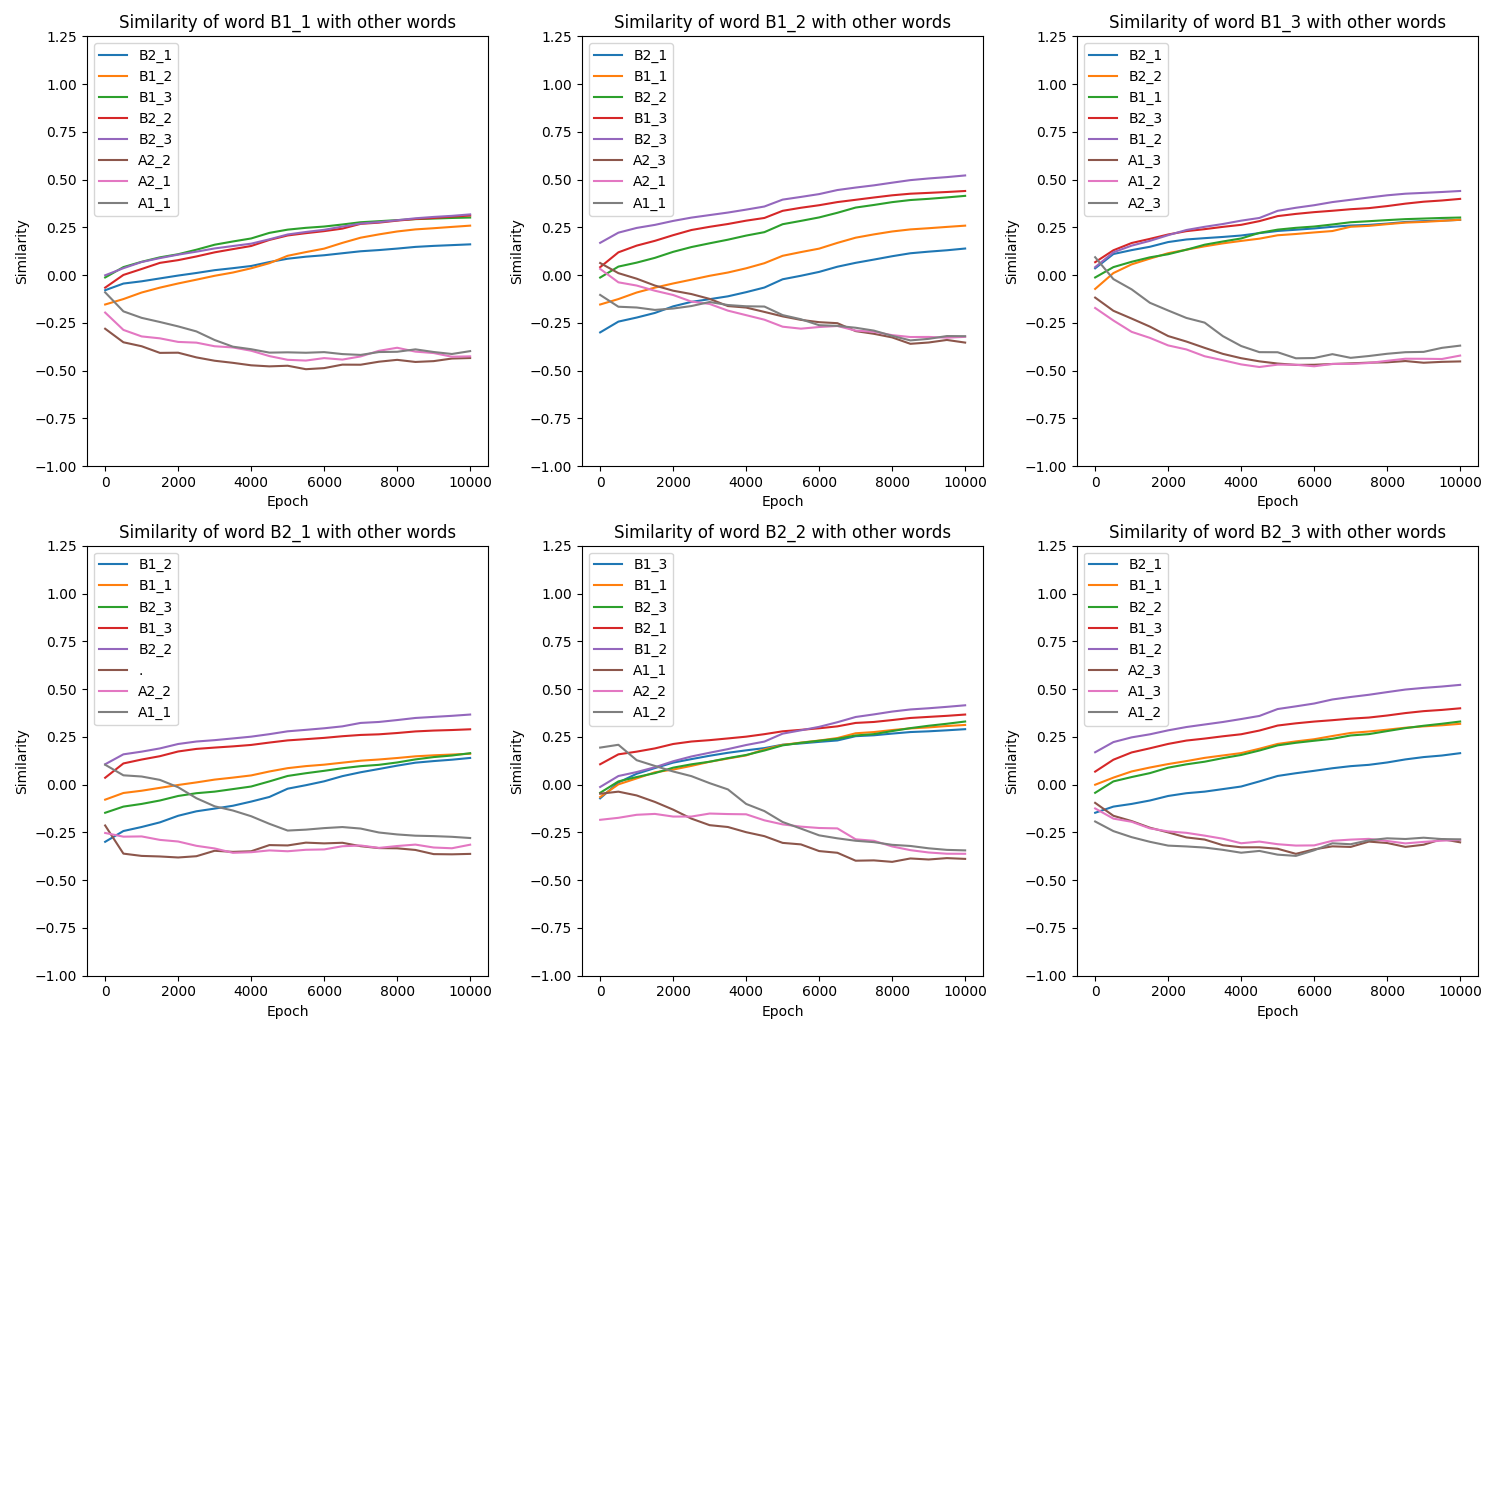 Similarity of word B1_1 with other words
Similarity
1.25
1.00
0.75
0.50
0.25
0.00
−0.25
−0.50
−0.75
−1.00
B2_1
B1_2
B1_3
B2_2
B2_3
A2_2
A2_1
A1_1
0 2000 4000 6000 8000 10000
Epoch
Similarity of word B1_2 with other words
Similarity
1.25
1.00
0.75
0.50
0.25
0.00
−0.25
−0.50
−0.75
−1.00
B2_1
B1_1
B2_2
B1_3
B2_3
A2_3
A2_1
A1_1
0 2000 4000 6000 8000 10000
Epoch
Similarity of word B1_3 with other words
Similarity
1.25
1.00
0.75
0.50
0.25
0.00
−0.25
−0.50
−0.75
−1.00
B2_1
B2_2
B1_1
B2_3
B1_2
A1_3
A1_2
A2_3
0 2000 4000 6000 8000 10000
Epoch
Similarity of word B2_1 with other words
Similarity
1.25
1.00
0.75
0.50
0.25
0.00
−0.25
−0.50
−0.75
−1.00
B1_2
B1_1
B2_3
B1_3
B2_2
.
A2_2
A1_1
0 2000 4000 6000 8000 10000
Epoch
Similarity of word B2_2 with other words
Similarity
1.25
1.00
0.75
0.50
0.25
0.00
−0.25
−0.50
−0.75
−1.00
B1_3
B1_1
B2_3
B2_1
B1_2
A1_1
A2_2
A1_2
0 2000 4000 6000 8000 10000
Epoch
Similarity of word B2_3 with other words
Similarity
1.25
1.00
0.75
0.50
0.25
0.00
−0.25
−0.50
−0.75
−1.00
B2_1
B1_1
B2_2
B1_3
B1_2
A2_3
A1_3
A1_2
0 2000 4000 6000 8000 10000
Epoch